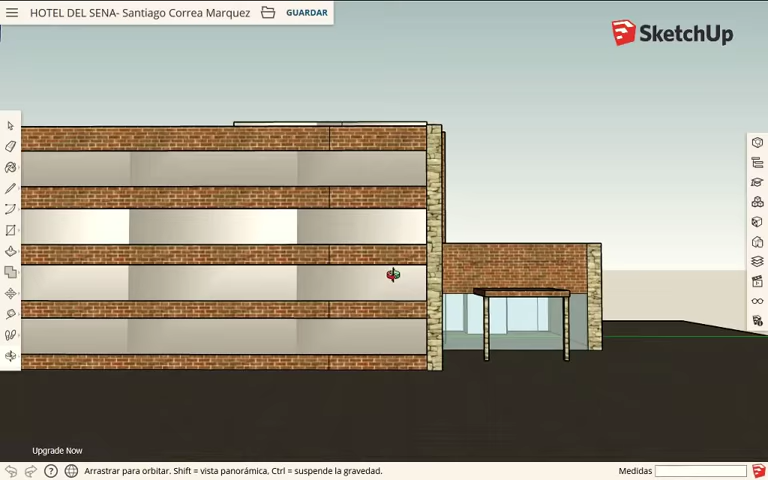 HOTEL DEL SENA- Santiago Correa Marquez
GUARDAR
SketchUp
Upgrade Now
Arrastrar para orbitar. Shift = vista panorámica, Ctrl = suspende la gravedad.
Medidas